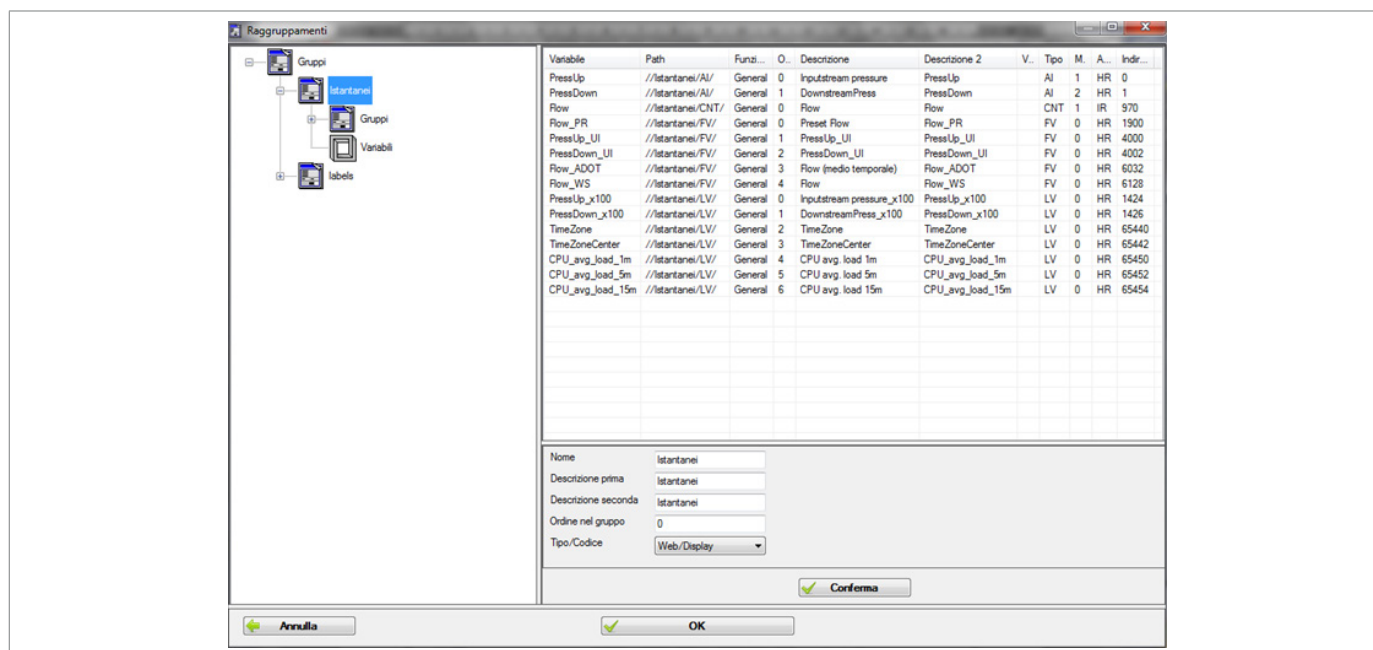 Raggruppamenti
Gruppi
Istantanei
Gruppi
Variabili
labels
Variabile Path Funzi... O.. Descrizione Descrizione 2 V... Tipo M. A... Indir...
PressUp //Istantanei/AI/ General 0 Inputstream pressure PressUp AI 1 HR 0
PressDown //Istantanei/AI/ General 1 DownstreamPress PressDown AI 2 HR 1
Flow //Istantanei/CNT/ General 0 Flow Flow CNT 1 IR 970
Flow_PR //Istantanei/FV/ General 0 Preset Flow Flow_PR FV 0 HR 1900
PressUp_UI //Istantanei/FV/ General 1 PressUp_UI PressUp_UI FV 0 HR 4000
PressDown_UI //Istantanei/FV/ General 2 PressDown_UI PressDown_UI FV 0 HR 4002
Flow_ADOT //Istantanei/FV/ General 3 Flow (medio temporale) Flow_ADOT FV 0 HR 6032
Flow_WS //Istantanei/FV/ General 4 Flow Flow_WS FV 0 HR 6128
PressUp_x100 //Istantanei/LV/ General 0 Inputstream pressure_x100 PressUp_x100 LV 0 HR 1424
PressDown_x100 //Istantanei/LV/ General 1 DownstreamPress_x100 PressDown_x100 LV 0 HR 1426
TimeZone //Istantanei/LV/ General 2 TimeZone TimeZone LV 0 HR 65440
TimeZoneCenter //Istantanei/LV/ General 3 TimeZoneCenter TimeZoneCenter LV 0 HR 65442
CPU_avg_load_1m //Istantanei/LV/ General 4 CPU avg. load 1m CPU_avg_load_1m LV 0 HR 65450
CPU_avg_load_5m //Istantanei/LV/ General 5 CPU avg. load 5m CPU_avg_load_5m LV 0 HR 65452
CPU_avg_load_15m //Istantanei/LV/ General 6 CPU avg. load 15m CPU_avg_load_15m LV 0 HR 65454
Nome Istantanei
Descrizione prima Istantanei
Descrizione seconda Istantanei
Ordine nel gruppo 0
Tipo/Codice Web/Display
Conferma
Annulla OK